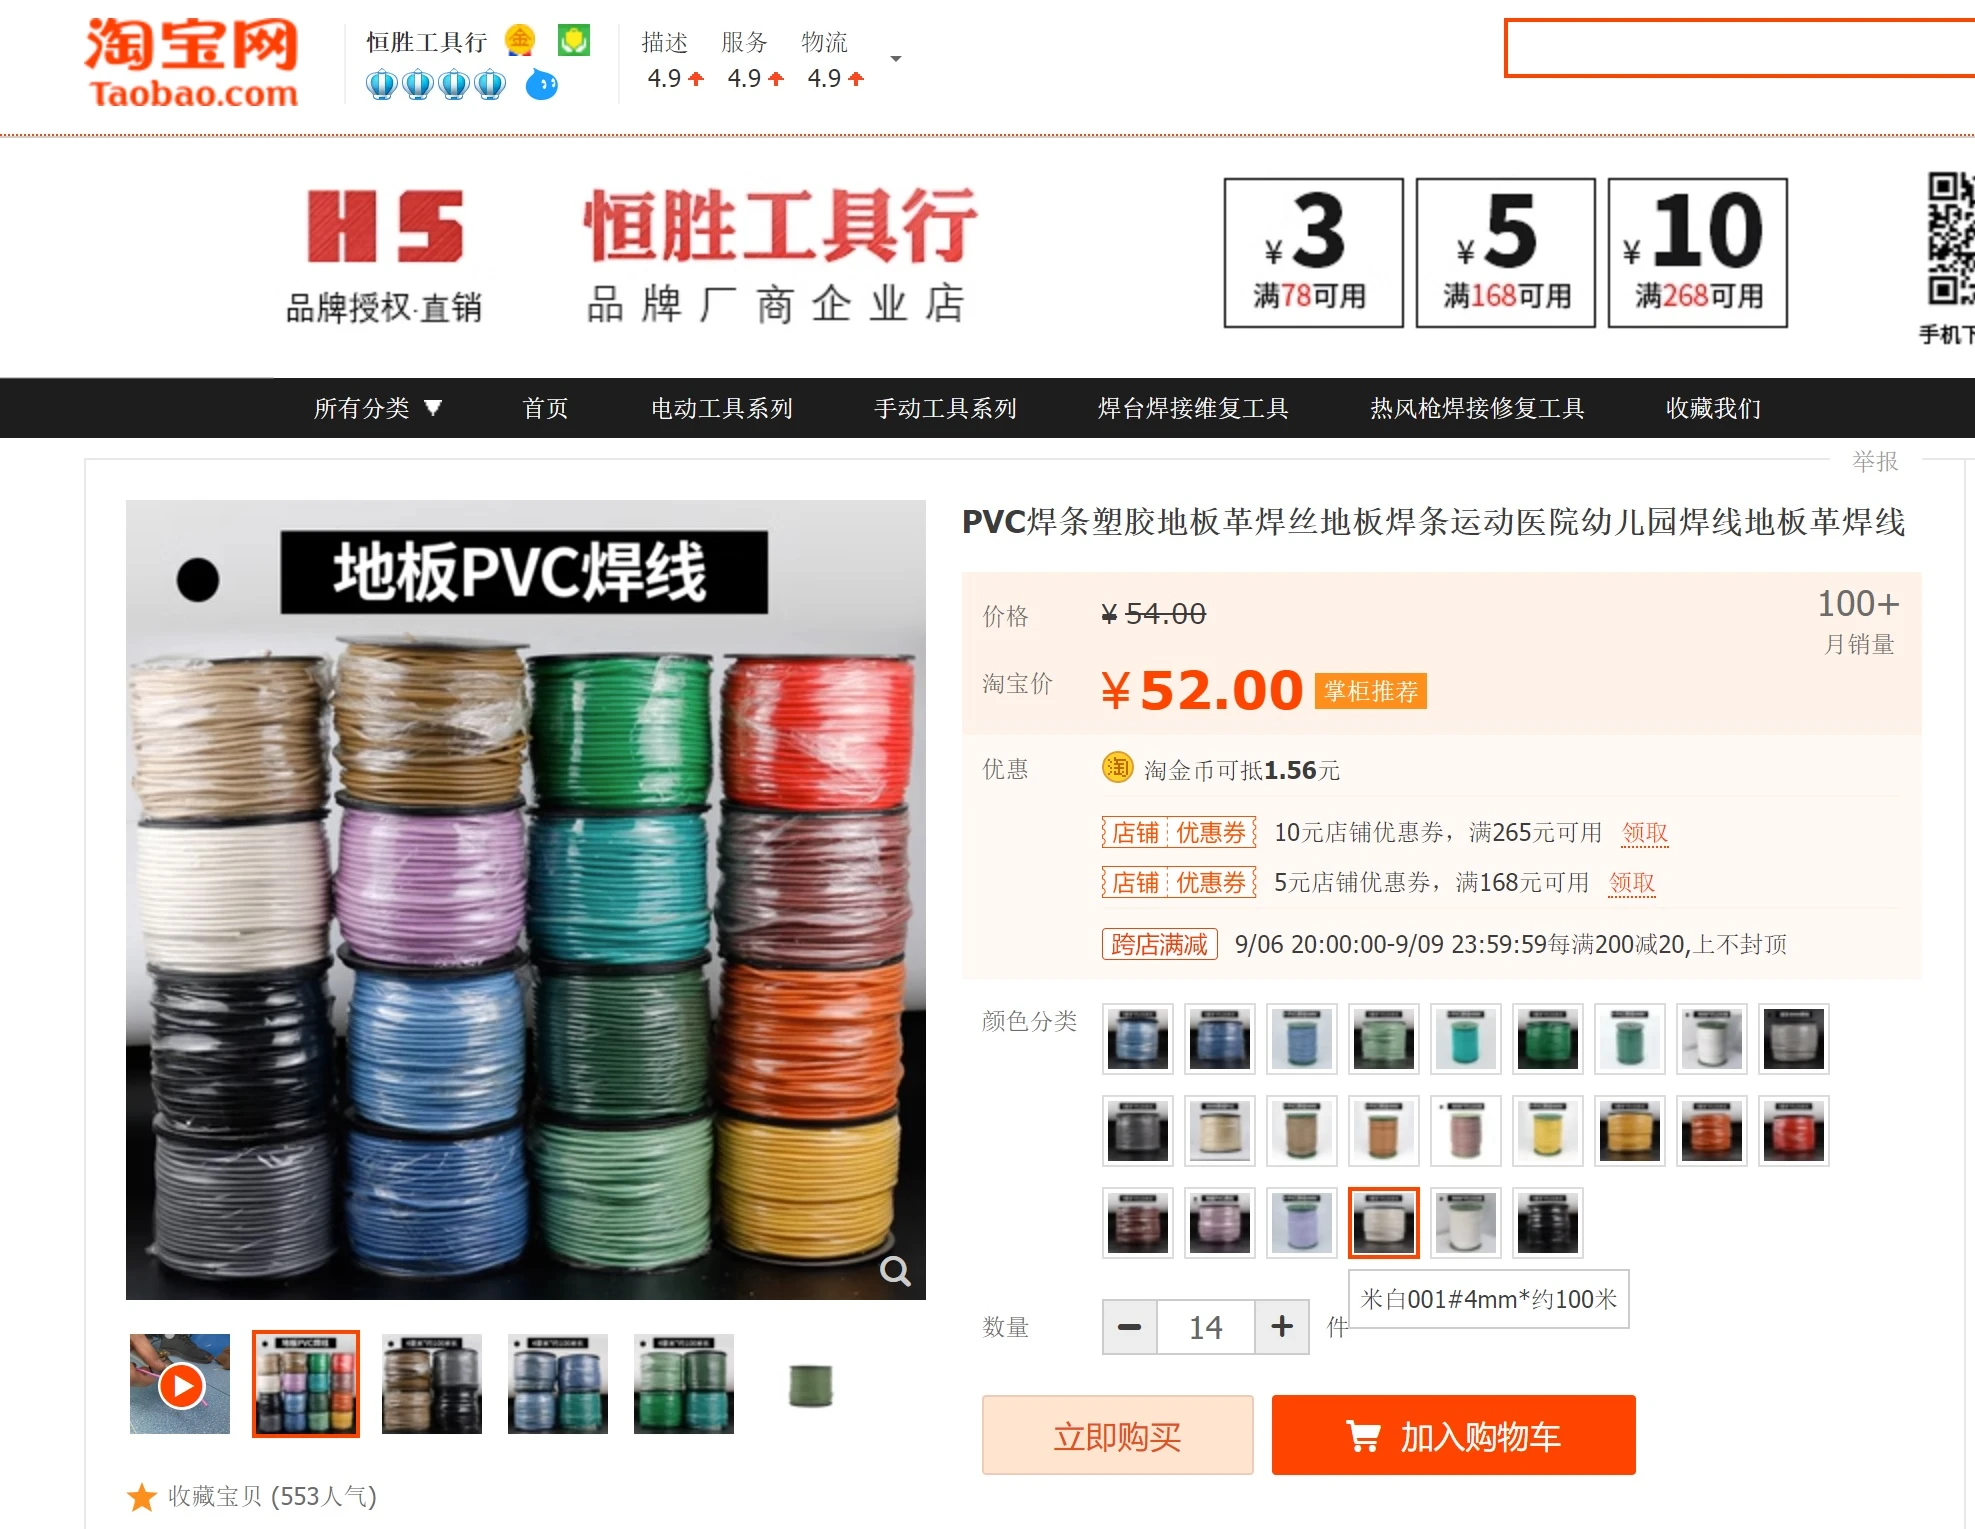 淘宝网
Taobao.com
恒胜工具行
描述 服务 物流
4.9 4.9 4.9
HS
品牌授权·直销
恒胜工具行
品牌厂商企业店
¥3
满78可用
¥5
满168可用
¥10
满268可用
手机下
所有分类 首页 电动工具系列 手动工具系列 焊台焊接维复工具 热风枪焊接修复工具 收藏我们
举报
地板PVC焊线
PVC焊条塑胶地板革焊丝地板焊条运动医院幼儿园焊线地板革焊线
价格 ¥ 54.00
100+
月销量
淘宝价 ¥52.00 掌柜推荐
优惠 淘 淘金币可抵1.56元
店铺 优惠券 10元店铺优惠券，满265元可用 领取
店铺 优惠券 5元店铺优惠券，满168元可用 领取
跨店满减 9/06 20:00:00-9/09 23:59:59每满200减20,上不封顶
颜色分类
米白001#4mm*约100米
数量 14 件
立即购买 加入购物车
地板PVC焊线
收藏宝贝 (553人气)